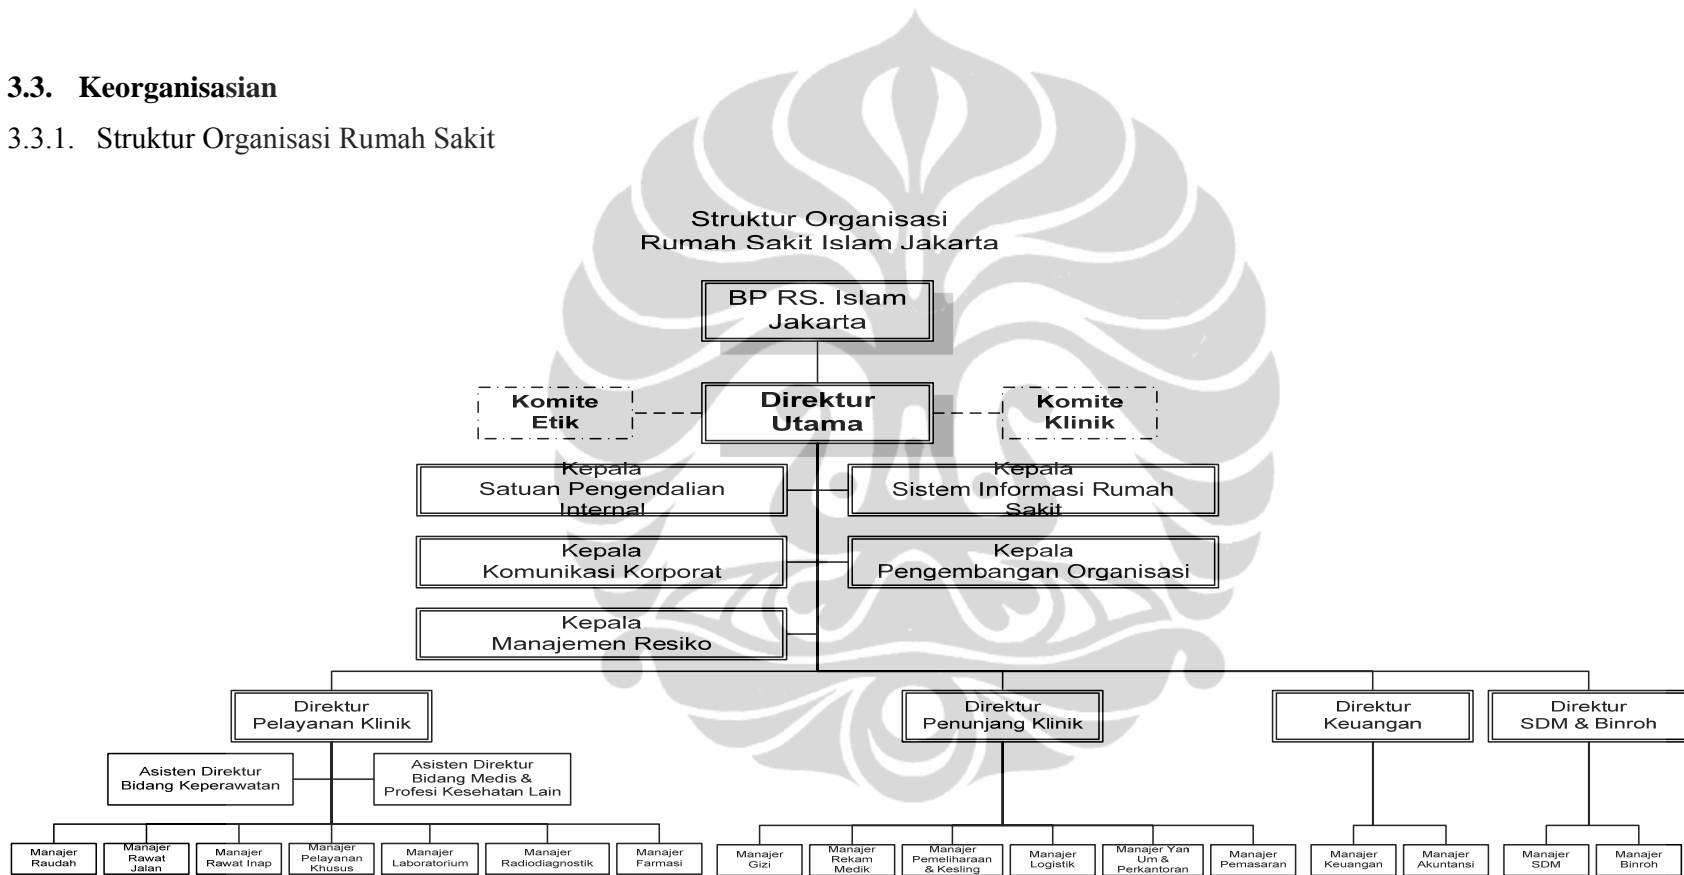 3.3. Keorganisasian
3.3.1. Struktur Organisasi Rumah Sakit
Struktur Organisasi
Rumah Sakit Islam Jakarta
BP RS. Islam
Jakarta
Komite
Etik
Direktur
Utama
Komite
Klinik
Kepala
Satuan Pengendalian
Internal
Kepala
Sistem Informasi Rumah
Sakit
Kepala
Komunikasi Korporat
Kepala
Pengembangan Organisasi
Kepala
Manajemen Resiko
Direktur
Pelayanan Klinik
Direktur
Penunjang Klinik
Direktur
Keuangan
Direktur
SDM & Binroh
Asisten Direktur
Bidang Keperawatan
Asisten Direktur
Bidang Medis &
Profesi Kesehatan Lain
Manajer
Raudah
Manajer
Rawat
Jalan
Manajer
Rawat Inap
Manajer
Pelayanan
Khusus
Manajer
Laboratorium
Manajer
Radiodiagnostik
Manajer
Farmasi
Manajer
Gizi
Manajer
Rekam
Medik
Manajer
Pemeliharaan
& Kesling
Manajer
Logistik
Manajer Yan
Um &
Perkantoran
Manajer
Pemasaran
Manajer
Keuangan
Manajer
Akuntansi
Manajer
SDM
Manajer
Binroh